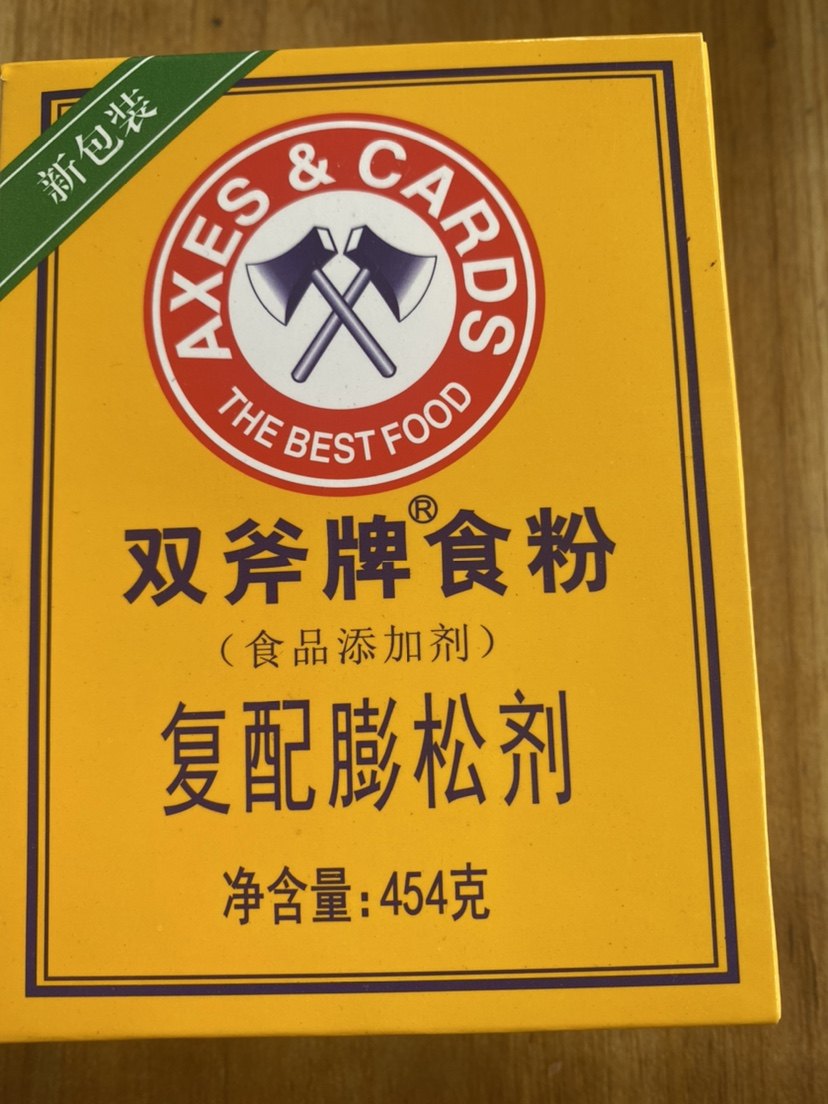 新包装
AXES & CARDS
THE BEST FOOD
双斧牌®食粉
（食品添加剂）
复配膨松剂
净含量:454克